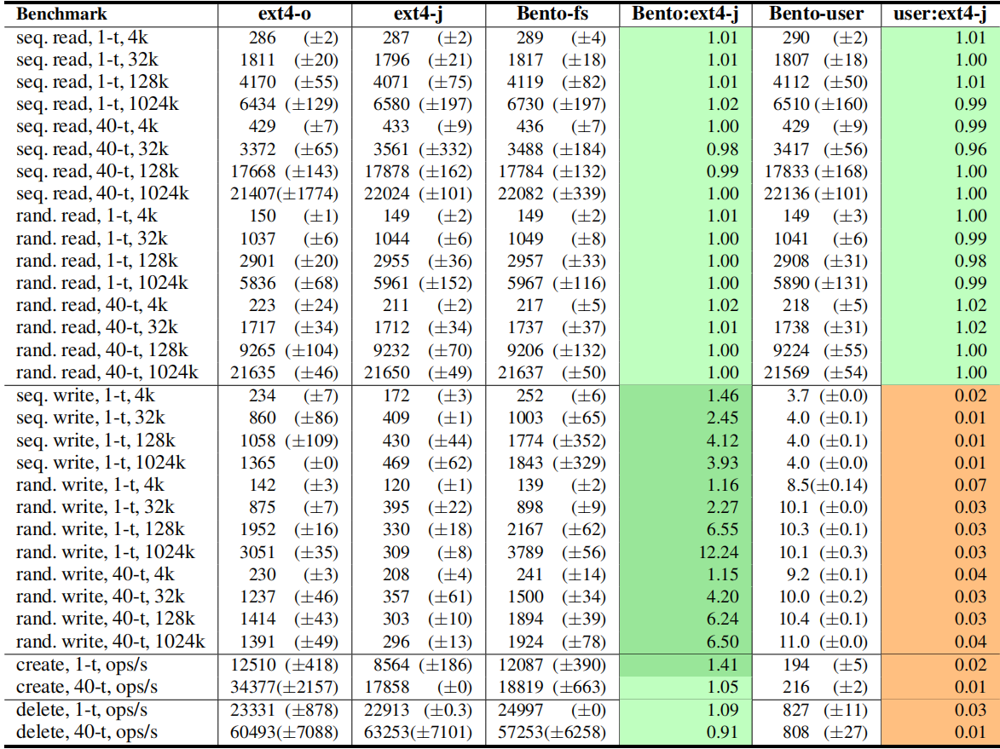 Benchmark ext4-o ext4-j Bento-fs Bento:ext4-j Bento-user user:ext4-j
seq. read, 1-t, 4k 286 (±2) 287 (±2) 289 (±4) 1.01 290 (±2) 1.01
seq. read, 1-t, 32k 1811 (±20) 1796 (±21) 1817 (±18) 1.01 1807 (±18) 1.00
seq. read, 1-t, 128k 4170 (±55) 4071 (±75) 4119 (±82) 1.01 4112 (±50) 1.01
seq. read, 1-t, 1024k 6434 (±129) 6580 (±197) 6730 (±197) 1.02 6510 (±160) 0.99
seq. read, 40-t, 4k 429 (±7) 433 (±9) 436 (±7) 1.00 429 (±9) 0.99
seq. read, 40-t, 32k 3372 (±65) 3561 (±332) 3488 (±184) 0.98 3417 (±56) 0.96
seq. read, 40-t, 128k 17668 (±143) 17878 (±162) 17784 (±132) 0.99 17833 (±168) 1.00
seq. read, 40-t, 1024k 21407(±1774) 22024 (±101) 22082 (±339) 1.00 22136 (±101) 1.00
rand. read, 1-t, 4k 150 (±1) 149 (±2) 149 (±2) 1.01 149 (±3) 1.00
rand. read, 1-t, 32k 1037 (±6) 1044 (±6) 1049 (±8) 1.00 1041 (±6) 0.99
rand. read, 1-t, 128k 2901 (±20) 2955 (±36) 2957 (±33) 1.00 2908 (±31) 0.98
rand. read, 1-t, 1024k 5836 (±68) 5961 (±152) 5967 (±116) 1.00 5890 (±131) 0.99
rand. read, 40-t, 4k 223 (±24) 211 (±2) 217 (±5) 1.02 218 (±5) 1.02
rand. read, 40-t, 32k 1717 (±34) 1712 (±34) 1737 (±37) 1.01 1738 (±31) 1.02
rand. read, 40-t, 128k 9265 (±104) 9232 (±70) 9206 (±132) 1.00 9224 (±55) 1.00
rand. read, 40-t, 1024k 21635 (±46) 21650 (±49) 21637 (±50) 1.00 21569 (±54) 1.00
seq. write, 1-t, 4k 234 (±7) 172 (±3) 252 (±6) 1.46 3.7 (±0.0) 0.02
seq. write, 1-t, 32k 860 (±86) 409 (±1) 1003 (±65) 2.45 4.0 (±0.1) 0.01
seq. write, 1-t, 128k 1058 (±109) 430 (±44) 1774 (±352) 4.12 4.0 (±0.1) 0.01
seq. write, 1-t, 1024k 1365 (±0) 469 (±62) 1843 (±329) 3.93 4.0 (±0.0) 0.01
rand. write, 1-t, 4k 142 (±3) 120 (±1) 139 (±2) 1.16 8.5(±0.14) 0.07
rand. write, 1-t, 32k 875 (±7) 395 (±22) 898 (±9) 2.27 10.1 (±0.0) 0.03
rand. write, 1-t, 128k 1952 (±16) 330 (±18) 2167 (±62) 6.55 10.3 (±0.1) 0.03
rand. write, 1-t, 1024k 3051 (±35) 309 (±8) 3789 (±56) 12.24 10.1 (±0.3) 0.03
rand. write, 40-t, 4k 230 (±3) 208 (±4) 241 (±14) 1.15 9.2 (±0.1) 0.04
rand. write, 40-t, 32k 1237 (±46) 357 (±61) 1500 (±34) 4.20 10.0 (±0.2) 0.03
rand. write, 40-t, 128k 1414 (±43) 303 (±10) 1894 (±39) 6.24 10.4 (±0.1) 0.03
rand. write, 40-t, 1024k 1391 (±49) 296 (±13) 1924 (±78) 6.50 11.0 (±0.0) 0.04
create, 1-t, ops/s 12510 (±418) 8564 (±186) 12087 (±390) 1.41 194 (±5) 0.02
create, 40-t, ops/s 34377(±2157) 17858 (±0) 18819 (±663) 1.05 216 (±2) 0.01
delete, 1-t, ops/s 23331 (±878) 22913 (±0.3) 24997 (±0) 1.09 827 (±11) 0.03
delete, 40-t, ops/s 60493(±7088) 63253(±7101) 57253(±6258) 0.91 808 (±27) 0.01